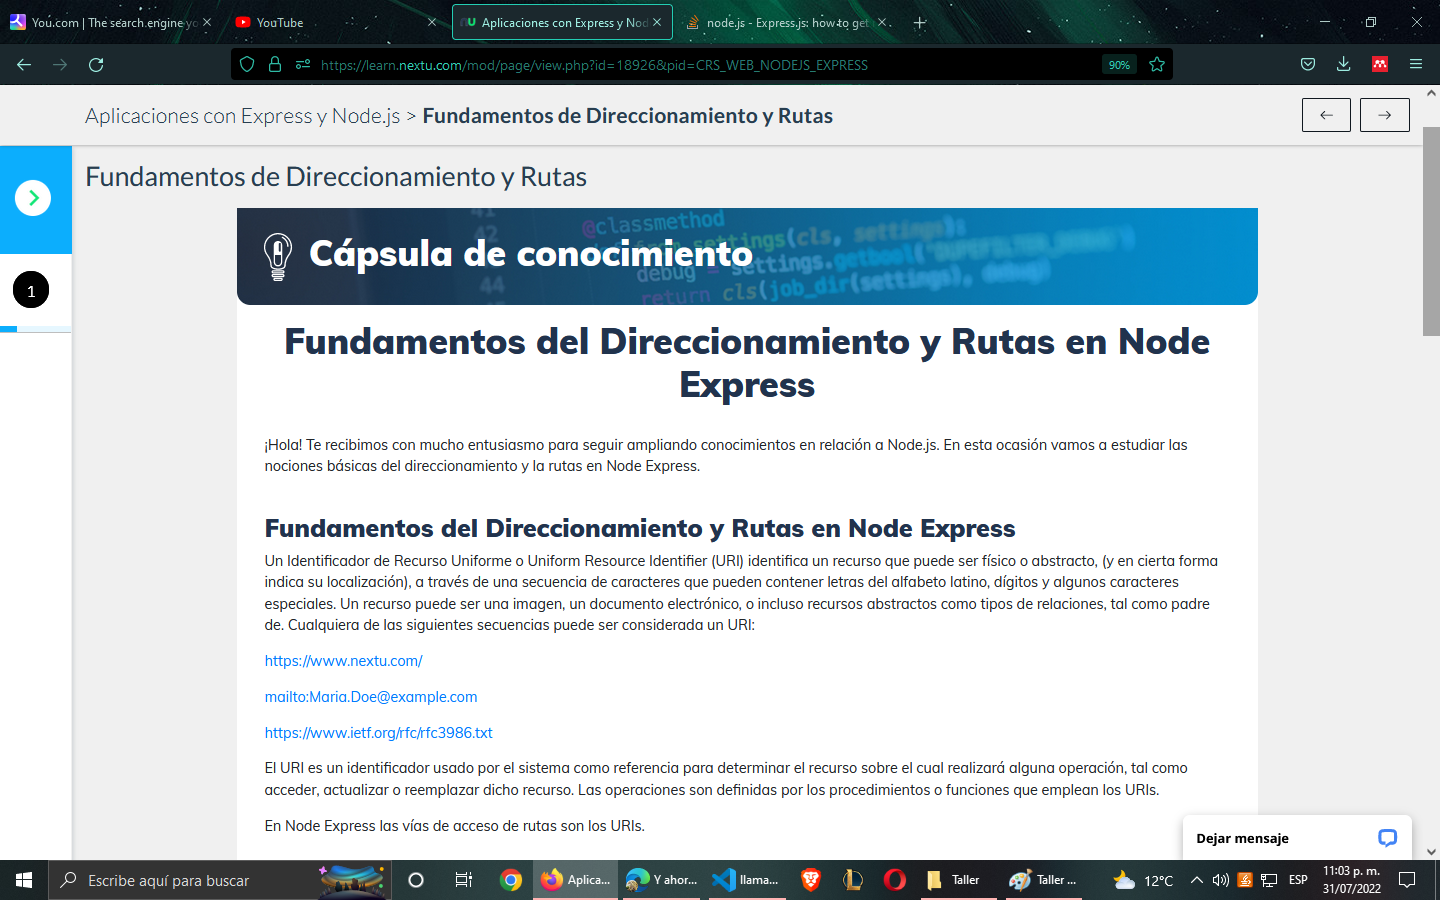 You.com | The search engine yo
YouTube
Aplicaciones con Express y Nod
node.js - Express.js: how to get
https://learn.nextu.com/mod/page/view.php?id=18926&pid=CRS_WEB_NODEJS_EXPRESS
90%
Aplicaciones con Express y Node.js > Fundamentos de Direccionamiento y Rutas
Fundamentos de Direccionamiento y Rutas
1
41
42
44
@classmethod
settings(cls, settings):
debug = settings.getbool(
return cls(job_dir(settings), debug)
Cápsula de conocimiento
Fundamentos del Direccionamiento y Rutas en Node
Express
¡Hola! Te recibimos con mucho entusiasmo para seguir ampliando conocimientos en relación a Node.js. En esta ocasión vamos a estudiar las
nociones básicas del direccionamiento y la rutas en Node Express.
Fundamentos del Direccionamiento y Rutas en Node Express
Un Identificador de Recurso Uniforme o Uniform Resource Identifier (URI) identifica un recurso que puede ser físico o abstracto, (y en cierta forma
indica su localización), a través de una secuencia de caracteres que pueden contener letras del alfabeto latino, dígitos y algunos caracteres
especiales. Un recurso puede ser una imagen, un documento electrónico, o incluso recursos abstractos como tipos de relaciones, tal como padre
de. Cualquiera de las siguientes secuencias puede ser considerada un URI:
https://www.nextu.com/
mailto:Maria.Doe@example.com
https://www.ietf.org/rfc/rfc3986.txt
El URI es un identificador usado por el sistema como referencia para determinar el recurso sobre el cual realizará alguna operación, tal como
acceder, actualizar o reemplazar dicho recurso. Las operaciones son definidas por los procedimientos o funciones que emplean los URIs.
En Node Express las vías de acceso de rutas son los URIs.
Dejar mensaje
Escribe aquí para buscar
Aplica...
Y ahor...
llama...
Taller
Taller ...
12°C
ESP
11:03 p. m.
31/07/2022